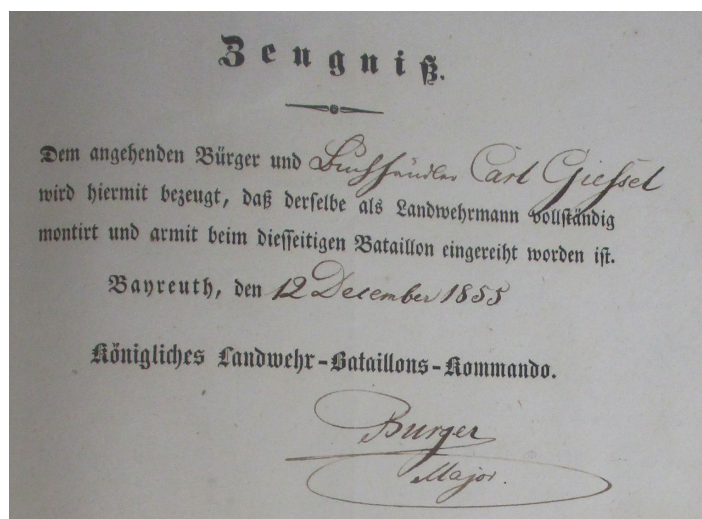 Zeugniß.
Dem angehenden Bürger und Buchhändler Carl Giessel
wird hiermit bezeugt, daß derselbe als Landwehrmann vollständig
montirt und armirt beim diesseitigen Bataillon eingereiht worden ist.
Bayreuth, den 12 December 1855
Königliches Landwehr-Bataillons-Kommando.
Burger
Major.